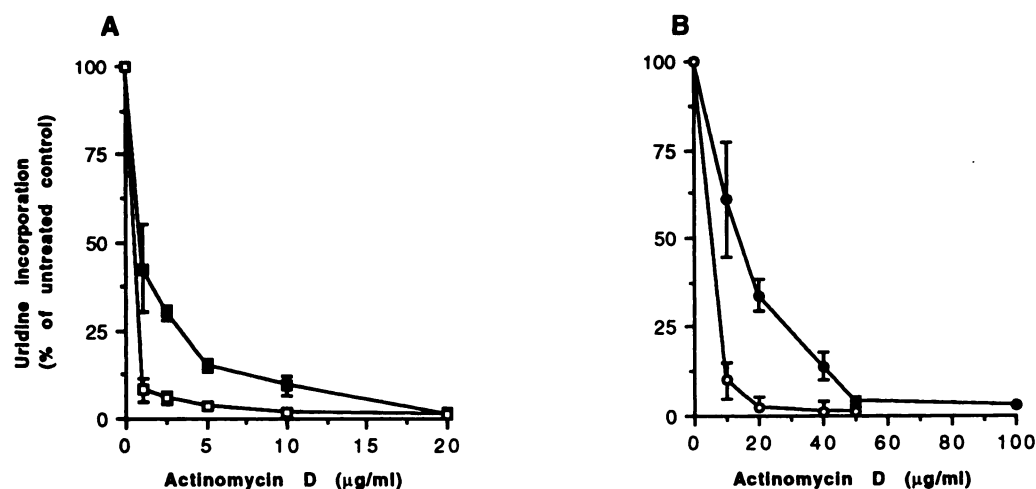 A
B
Uridine incorporation
(% of untreated control)
100
75
50
25
0
0 5 10 15 20
Actinomycin D (µg/ml)
100
75
50
25
0
0 20 40 60 80 100
Actinomycin D (µg/ml)